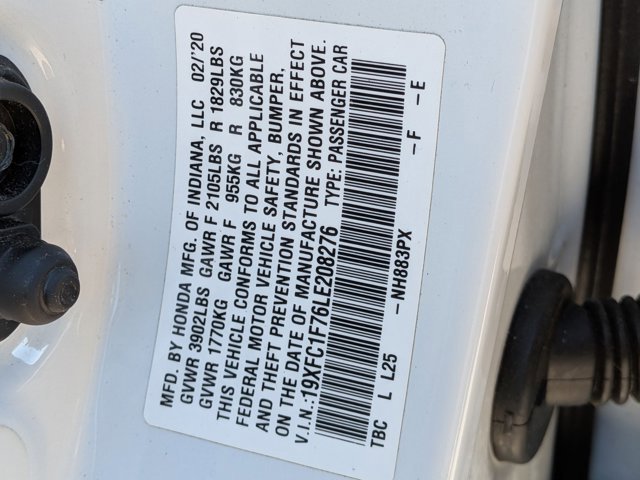 MFD. BY HONDA MFG. OF INDIANA, LLC 02/'20
GVWR 3902LBS GAWR F 2105LBS R 1829LBS
GVWR 1770KG GAWR F 955KG R 830KG
THIS VEHICLE CONFORMS TO ALL APPLICABLE
FEDERAL MOTOR VEHICLE SAFETY, BUMPER,
AND THEFT PREVENTION STANDARDS IN EFFECT
ON THE DATE OF MANUFACTURE SHOWN ABOVE.
V.I.N.:19XFC1F76LE208276 TYPE: PASSENGER CAR
TBC L L25 -NH883PX -F -E